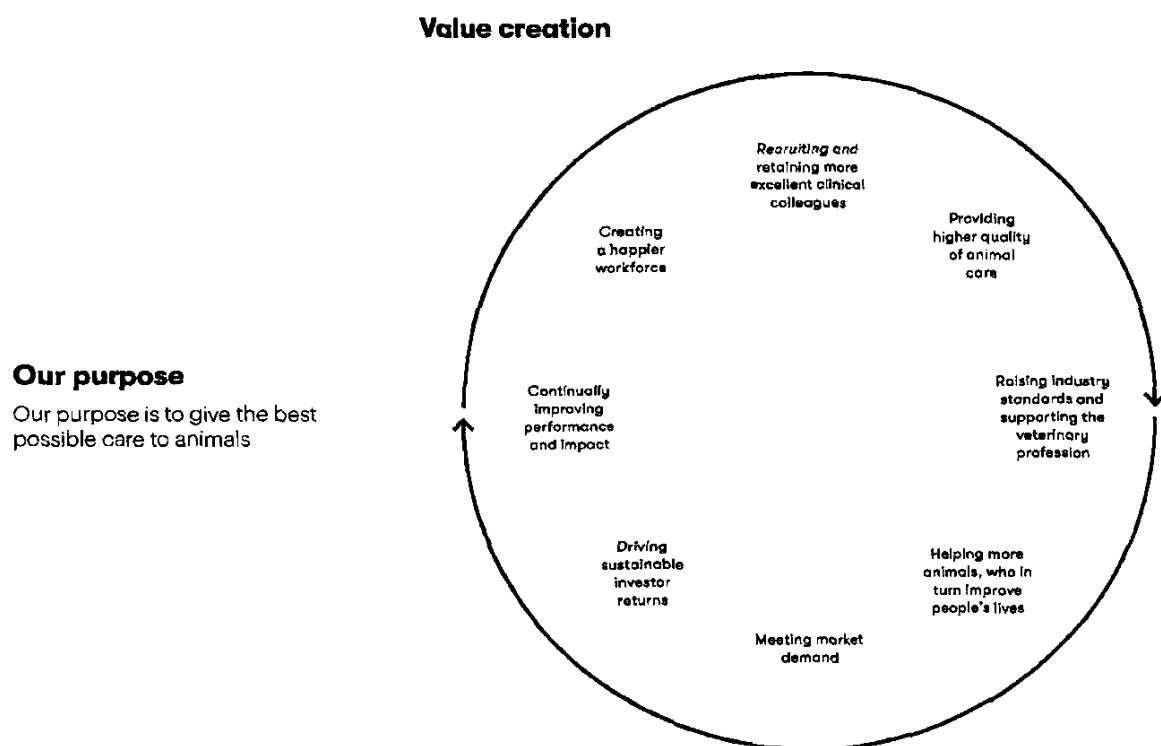 Value creation
Recruiting and
retaining more
excellent clinical
colleagues
Providing
higher quality
of animal
care
Raising industry
standards and
supporting the
veterinary
profession
Helping more
animals, who in
turn improve
people's lives
Meeting market
demand
Driving
sustainable
investor
returns
Continually
improving
performance
and impact
Creating
a happier
workforce
Our purpose
Our purpose is to give the best
possible care to animals